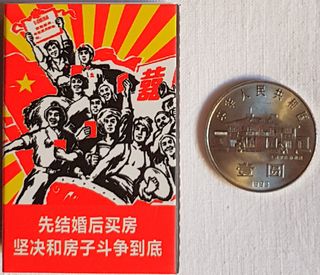 囍
先结婚后买房
坚决和房子斗争到底
中华人民共和国
壹圆